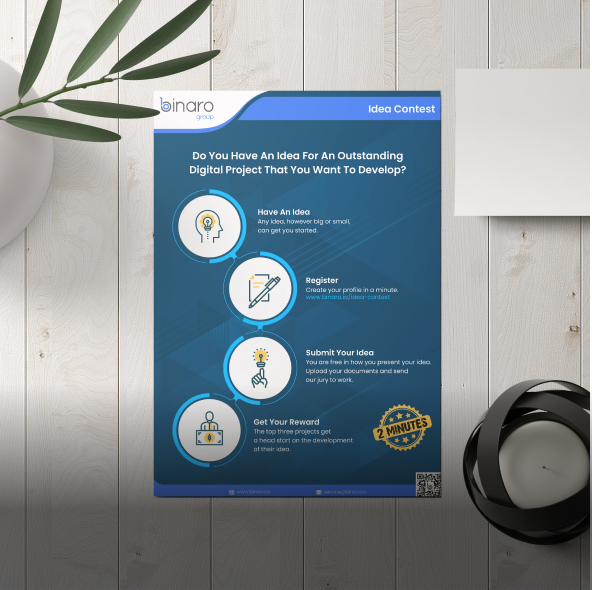 binaro
group
Idea Contest
Do You Have An Idea For An Outstanding
Digital Project That You Want To Develop?
Have An Idea
Any idea, however big or small,
can get you started.
Register
Create your profile in a minute.
www.binaro.io/idea-contest
Submit Your Idea
You are free in how you present your idea.
Upload your documents and send
our jury to work.
Get Your Reward
The top three projects get
a head start on the development
of their idea.
2 MINUTES